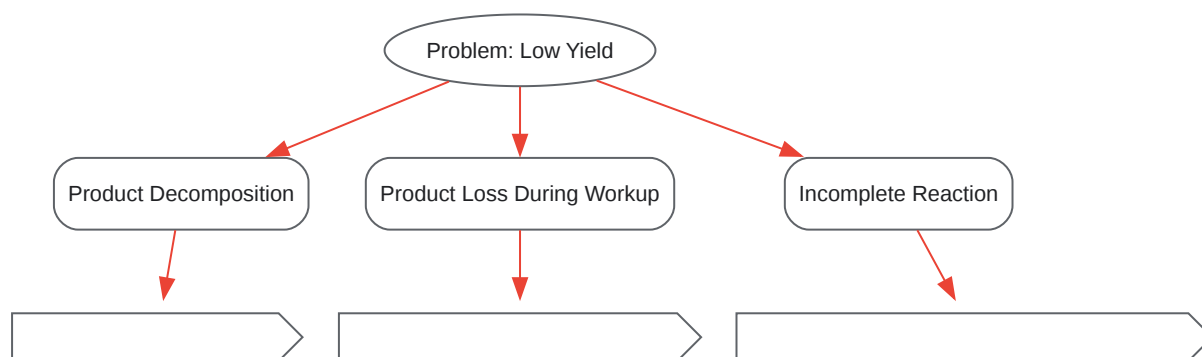 Problem: Low Yield
Product Decomposition
Product Loss During Workup
Incomplete Reaction